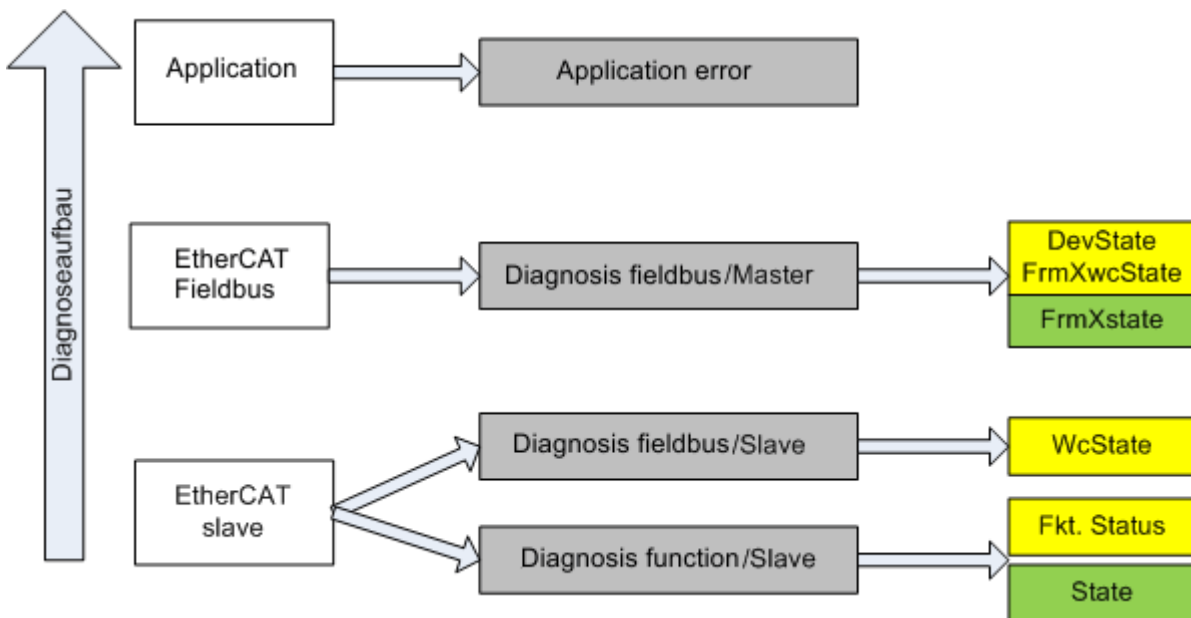 Diagnoseaufbau
Application
Application error
EtherCAT
Fieldbus
Diagnosis fieldbus/Master
DevState
FrmXwcState
FrmXstate
EtherCAT
slave
Diagnosis fieldbus/Slave
WcState
Diagnosis function/Slave
Fkt. Status
State